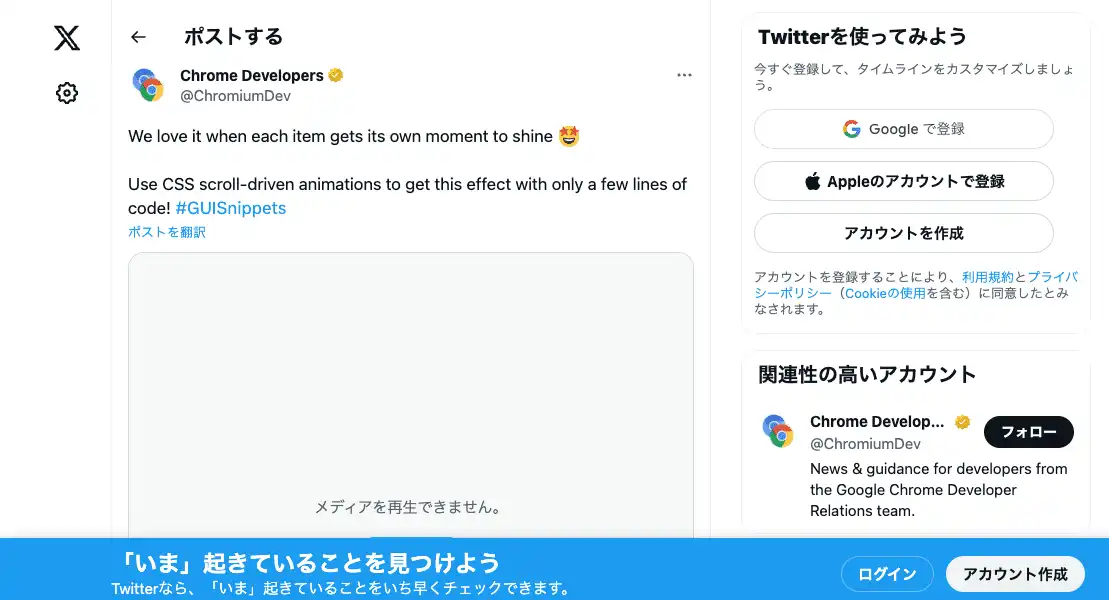 ポストする
Chrome Developers
@ChromiumDev
We love it when each item gets its own moment to shine 🤩
Use CSS scroll-driven animations to get this effect with only a few lines of
code! #GUISnippets
ポストを翻訳
メディアを再生できません。
Twitterを使ってみよう
今すぐ登録して、タイムラインをカスタマイズしましょ
う。
Google で登録
Appleのアカウントで登録
アカウントを作成
アカウントを登録することにより、利用規約とプライバ
シーポリシー（Cookieの使用を含む）に同意したとみ
なされます。
関連性の高いアカウント
Chrome Develop...
@ChromiumDev
フォロー
News & guidance for developers from
the Google Chrome Developer
Relations team.
「いま」起きていることを見つけよう
Twitterなら、「いま」起きていることをいち早くチェックできます。
ログイン
アカウント作成